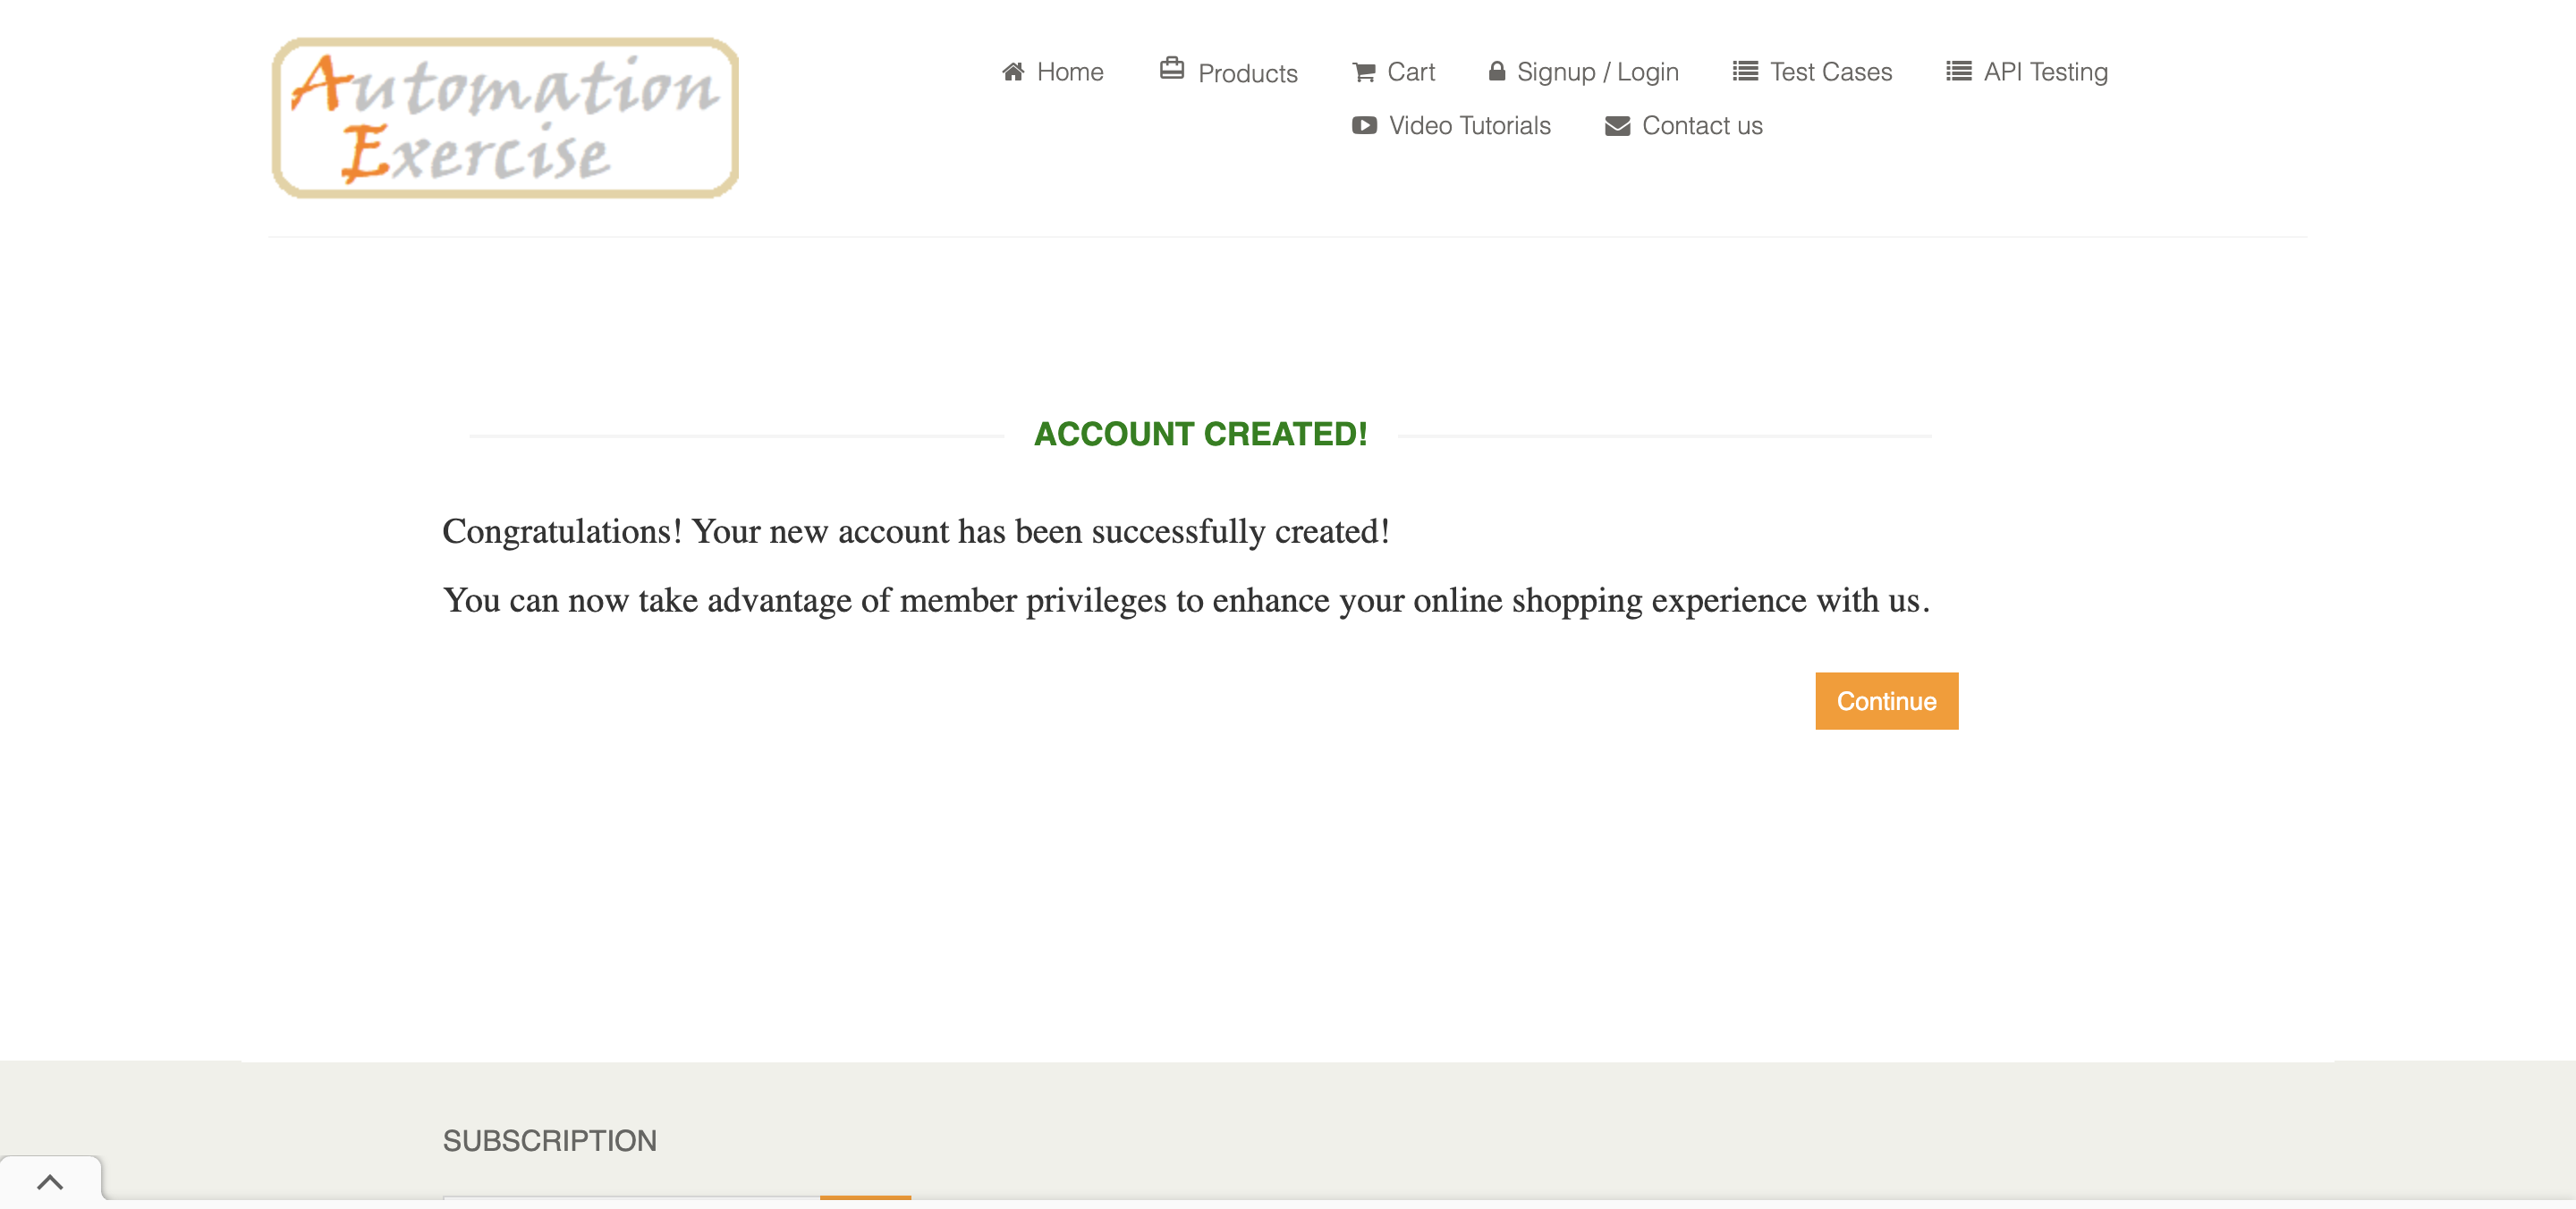 Automation
Exercise
Home Products Cart Signup / Login Test Cases API Testing
Video Tutorials Contact us
ACCOUNT CREATED!
Congratulations! Your new account has been successfully created!
You can now take advantage of member privileges to enhance your online shopping experience with us.
Continue
SUBSCRIPTION